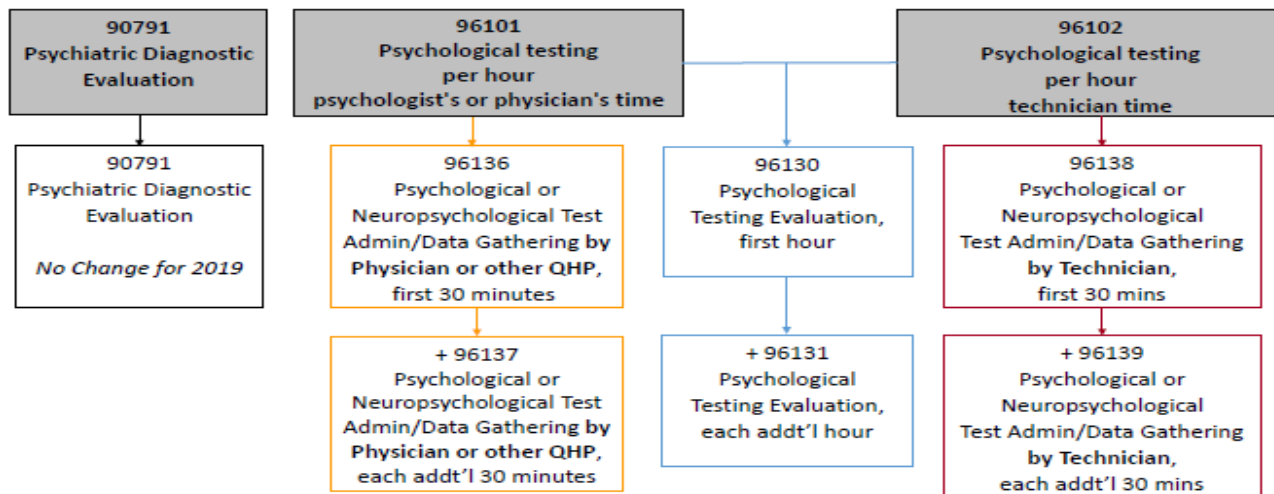 90791
Psychiatric Diagnostic
Evaluation
96101
Psychological testing
per hour
psychologist's or physician's time
96102
Psychological testing
per hour
technician time
90791
Psychiatric Diagnostic
Evaluation
No Change for 2019
96136
Psychological or
Neuropsychological Test
Admin/Data Gathering by
Physician or other QHP,
first 30 minutes
96130
Psychological
Testing Evaluation,
first hour
96138
Psychological or
Neuropsychological
Test Admin/Data Gathering
by Technician,
first 30 mins
+ 96137
Psychological or
Neuropsychological Test
Admin/Data Gathering by
Physician or other QHP,
each addt’l 30 minutes
+ 96131
Psychological
Testing Evaluation,
each addt’l hour
+ 96139
Psychological or
Neuropsychological
Test Admin/Data Gathering
by Technician,
each addt’l 30 mins